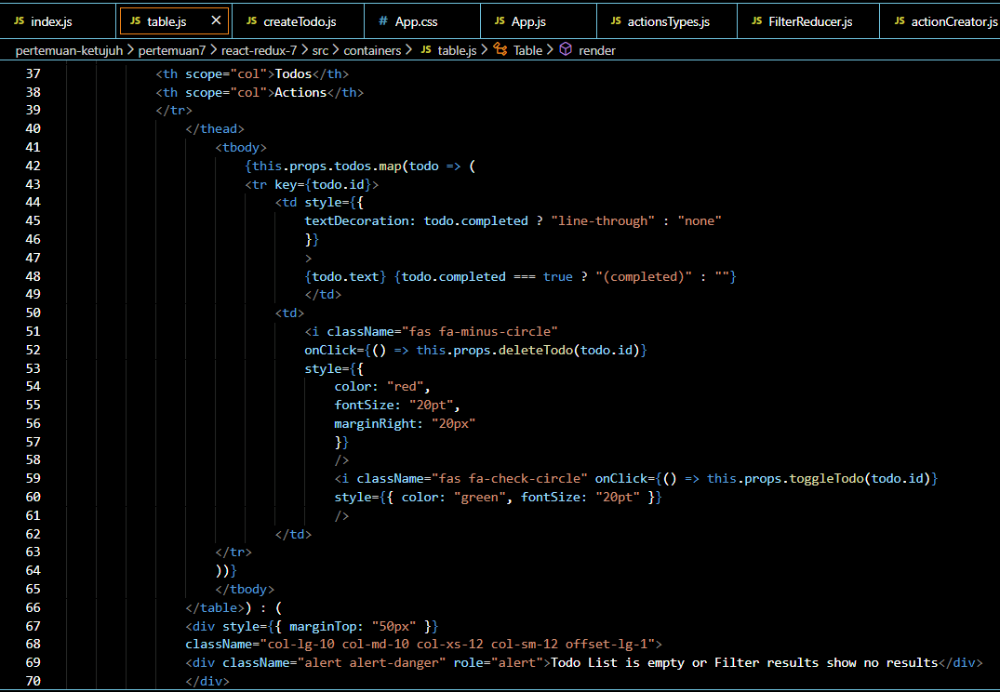 JS index.js JS table.js × JS createTodo.js # App.css JS App.js JS actionsTypes.js JS FilterReducer.js JS actionCreator.js
pertemuan-ketujuh > pertemuan7 > react-redux-7 > src > containers > JS table.js > Table > render
37 <th scope="col">Todos</th>
38 <th scope="col">Actions</th>
39 </tr>
40 </thead>
41 <tbody>
42 {this.props.todos.map(todo => (
43 <tr key={todo.id}>
44 <td style={{
45 textDecoration: todo.completed ? "line-through" : "none"
46 }}
47 >
48 {todo.text} {todo.completed === true ? "(completed)" : ""}
49 </td>
50 <td>
51 <i className="fas fa-minus-circle"
52 onClick={() => this.props.deleteTodo(todo.id)}
53 style={{
54 color: "red",
55 fontSize: "20pt",
56 marginRight: "20px"
57 }}
58 />
59 <i className="fas fa-check-circle" onClick={() => this.props.toggleTodo(todo.id)}
60 style={{ color: "green", fontSize: "20pt" }}
61 />
62 </td>
63 </tr>
64 ))}
65 </tbody>
66 </table>) : (
67 <div style={{ marginTop: "50px" }}
68 className="col-lg-10 col-md-10 col-xs-12 col-sm-12 offset-lg-1">
69 <div className="alert alert-danger" role="alert">Todo List is empty or Filter results show no results</div>
70 </div>